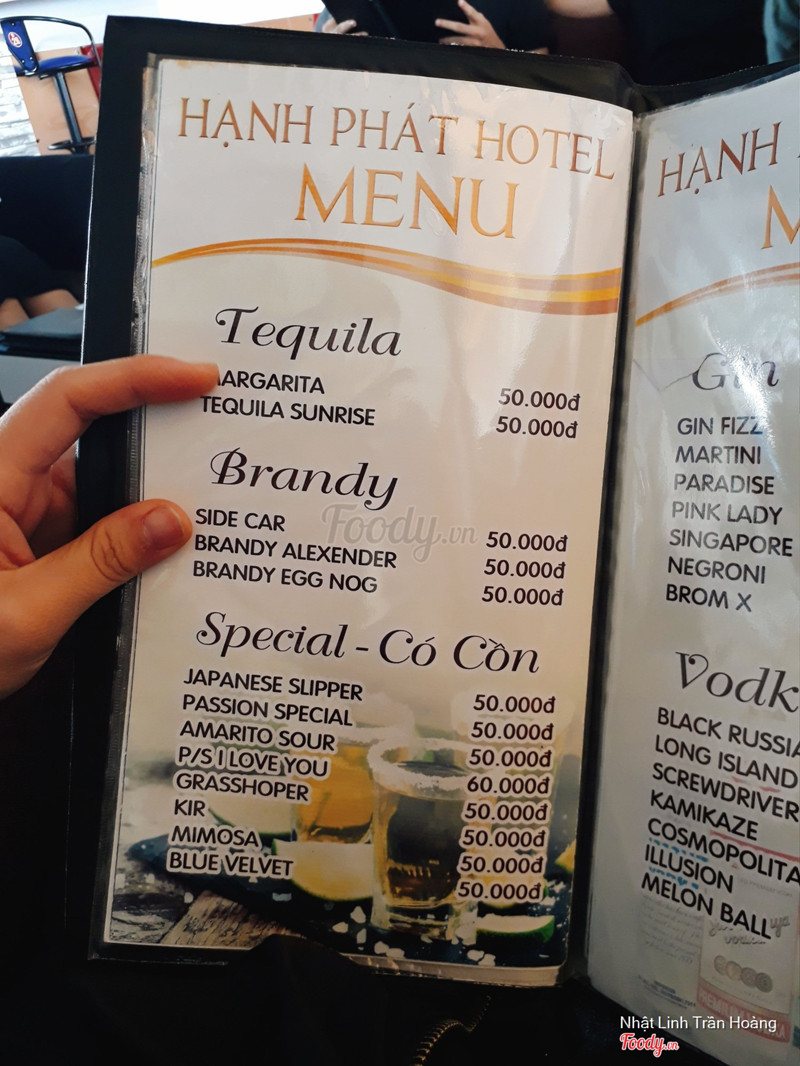 HẠNH PHÁT HOTEL
MENU
Tequila
MARGARITA 50.000đ
TEQUILA SUNRISE 50.000đ
Brandy
SIDE CAR 50.000đ
BRANDY ALEXENDER 50.000đ
BRANDY EGG NOG 50.000đ
Special - Có Cồn
JAPANESE SLIPPER 50.000đ
PASSION SPECIAL 50.000đ
AMARITO SOUR 50.000đ
P/S I LOVE YOU 60.000đ
GRASSHOPER 50.000đ
KIR 50.000đ
MIMOSA 50.000đ
BLUE VELVET 50.000đ
HẠNH
Gin
GIN FIZZ
MARTINI
PARADISE
PINK LADY
SINGAPORE
NEGRONI
BROM X
Vodk
BLACK RUSSIA
LONG ISLAND
SCREWDRIVER
KAMIKAZE
COSMOPOLITA
ILLUSION
MELON BALL
Foody.vn
Nhật Linh Trần Hoàng
Foody.vn